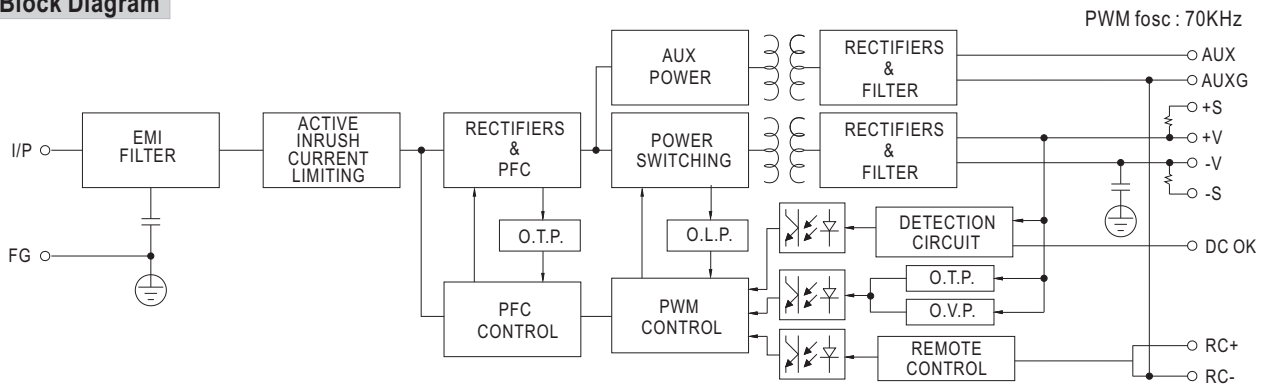 Block Diagram
PWM fosc : 70KHz
I/P
EMI
FILTER
FG
ACTIVE
INRUSH
CURRENT
LIMITING
RECTIFIERS
&
PFC
O.T.P.
PFC
CONTROL
AUX
POWER
POWER
SWITCHING
O.L.P.
PWM
CONTROL
RECTIFIERS
&
FILTER
RECTIFIERS
&
FILTER
DETECTION
CIRCUIT
O.T.P.
O.V.P.
REMOTE
CONTROL
AUX
AUXG
+S
+V
-V
-S
DC OK
RC+
RC-